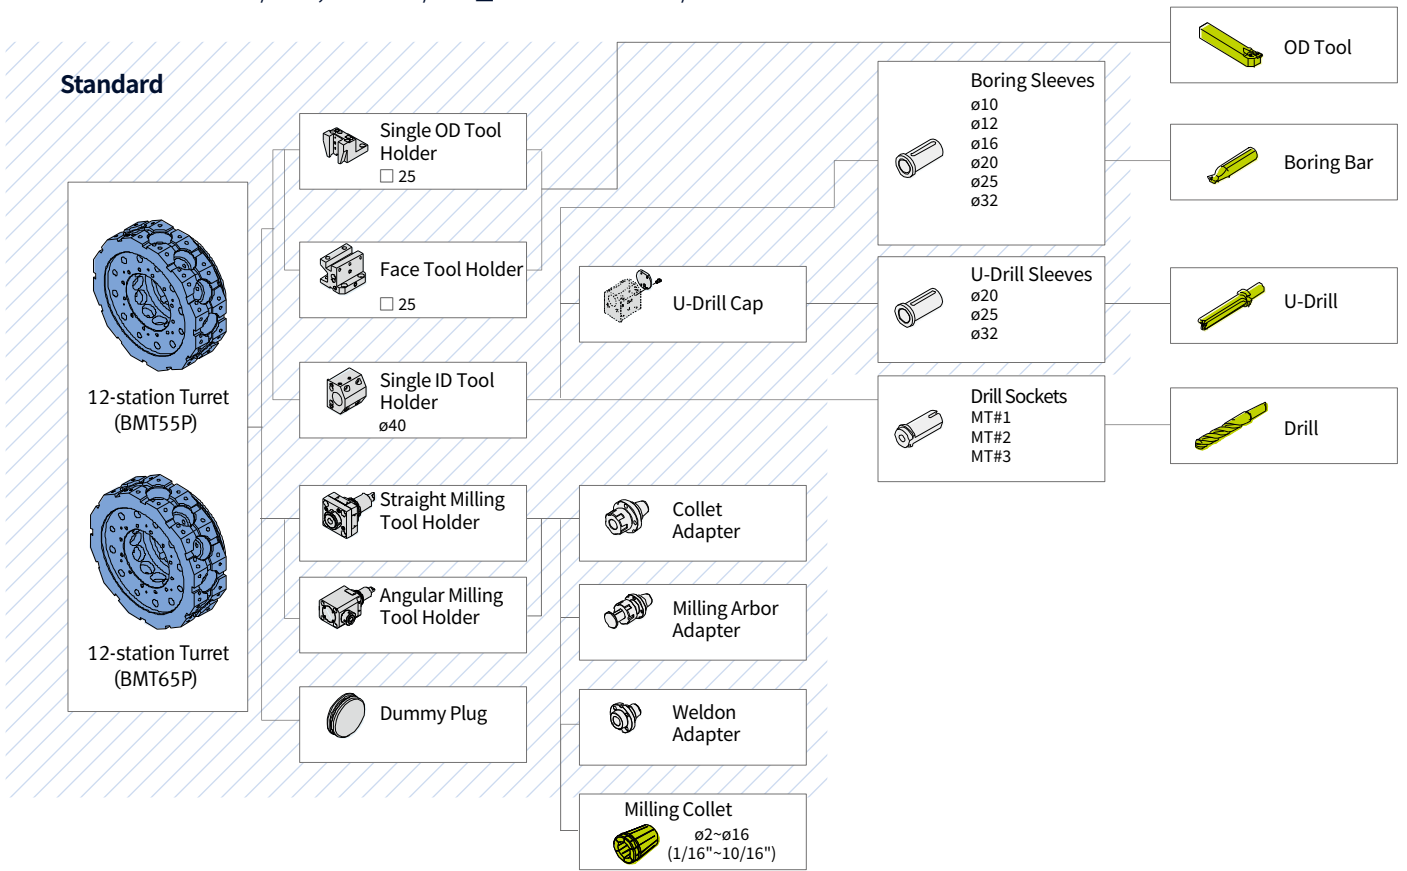 Standard
12-station Turret
(BMT55P)
12-station Turret
(BMT65P)
Single OD Tool
Holder
□ 25
Face Tool Holder
□ 25
Single ID Tool
Holder
ø40
Straight Milling
Tool Holder
Angular Milling
Tool Holder
Dummy Plug
U-Drill Cap
Collet
Adapter
Milling Arbor
Adapter
Weldon
Adapter
Milling Collet
ø2~ø16
(1/16"~10/16")
Boring Sleeves
ø10
ø12
ø16
ø20
ø25
ø32
U-Drill Sleeves
ø20
ø25
ø32
Drill Sockets
MT#1
MT#2
MT#3
OD Tool
Boring Bar
U-Drill
Drill